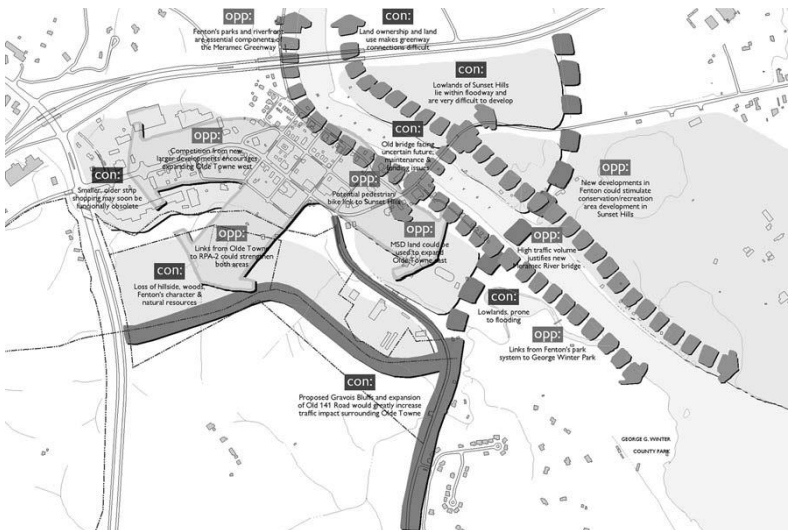 opp:
Fenton's parks and riverfront
are essential components of
the Meramec Greenway
con:
Land ownership and land
use makes greenway
connections difficult
con:
Lowlands of Sunset Hills
lie within floodway and
are very difficult to develop
opp:
Competition from new
larger developments encourages
expanding Olde Towne west
con:
Old bridge facing
uncertain future,
maintenance &
funding issues
con:
Smaller, older strip
shopping may soon be
funtionally obsolete
opp:
Potential pedestrian/
bike link to Sunset Hills
opp:
New developments in
Fenton could stimulate
conservation/recreation
area development in
Sunset Hills
opp:
Links from Olde Towne
to RPA-2 could strengthen
both areas
opp:
MSD land could be
used to expand
Olde Towne east
opp:
High traffic volume
justifies new
Meramec River bridge
con:
Loss of hillside, woods,
Fenton's character &
natural resources
con:
Lowlands, prone
to flooding
opp:
Links from Fenton's park
system to George Winter Park
con:
Proposed Gravois Bluffs and expansion
of Old 141 Road would greatly increase
traffic impact surrounding Olde Towne
GEORGE G. WINTER
COUNTY PARK